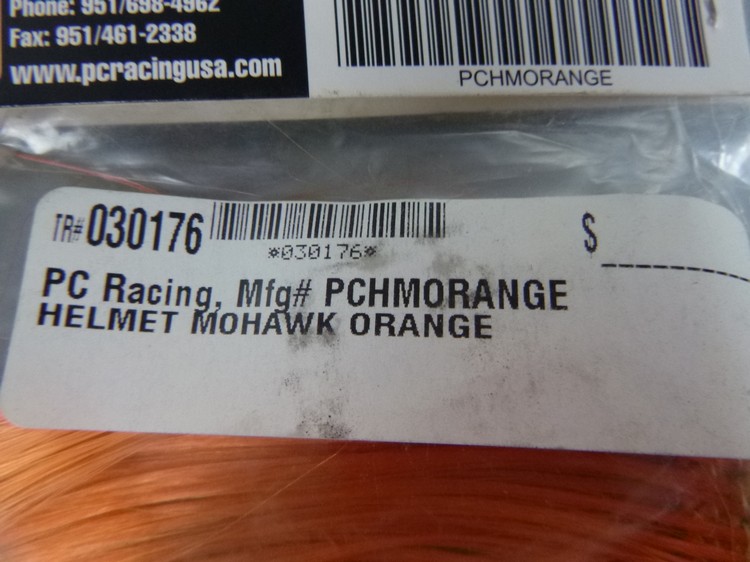 Phone: 951/698-4962
Fax: 951/461-2338
www.pcracingusa.com
PCHMORANGE
TR# 030176
*030176*
$
PC Racing, Mfg# PCHMORANGE
HELMET MOHAWK ORANGE